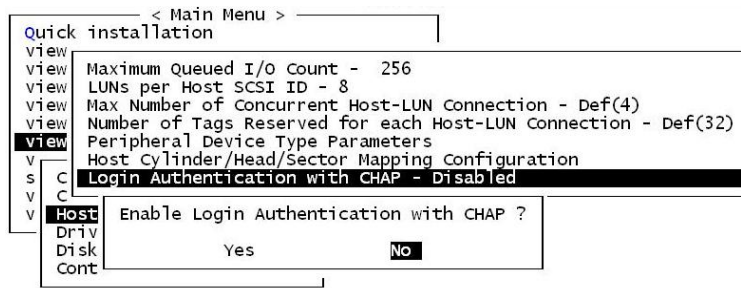 < Main Menu >
Quick installation
view
view Maximum Queued I/O Count - 256
view LUNs per Host SCSI ID - 8
view Max Number of Concurrent Host-LUN Connection - Def(4)
view Number of Tags Reserved for each Host-LUN Connection - Def(32)
view Peripheral Device Type Parameters
v Host Cylinder/Head/Sector Mapping Configuration
s C Login Authentication with CHAP - Disabled
v C
v Host Enable Login Authentication with CHAP ?
Driv
Disk Yes No
Cont